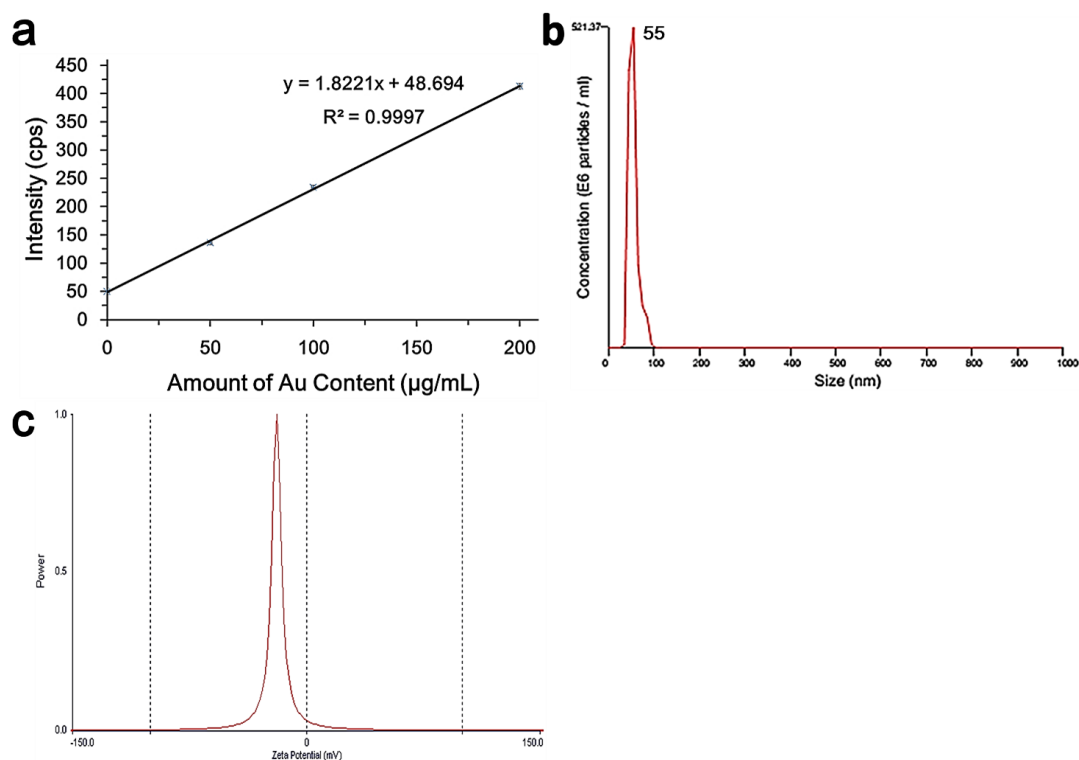 a
450
400
350
300
250
200
150
100
50
0
Intensity (cps)
y = 1.8221x + 48.694
R² = 0.9997
0 50 100 150 200
Amount of Au Content (µg/mL)
b
521.37
55
Concentration (E6 particles / ml)
0 100 200 300 400 500 600 700 800 900 1000
Size (nm)
c
1.0
0.5
0.0
Power
-150.0 0 150.0
Zeta Potential (mV)